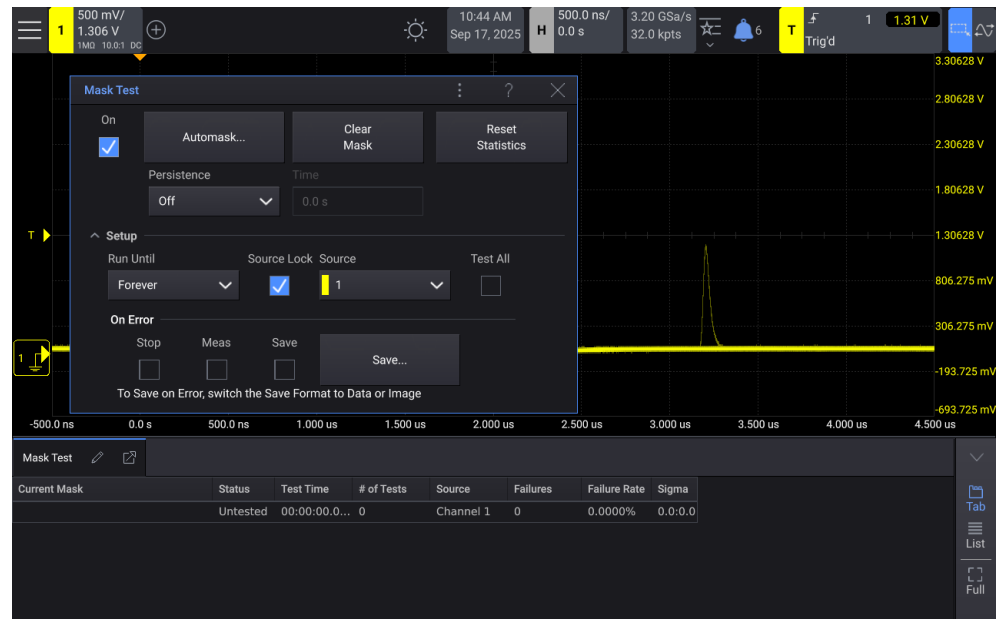 1
500 mV/
1.306 V
1MΩ 10.0:1 DC
10:44 AM
Sep 17, 2025
H
500.0 ns/
0.0 s
3.20 GSa/s
32.0 kpts
6
T
1
1.31 V
Trig'd
3.30628 V
2.80628 V
2.30628 V
1.80628 V
1.30628 V
806.275 mV
306.275 mV
-193.725 mV
-693.725 mV
T
1
Mask Test
?
On
Automask...
Clear
Mask
Reset
Statistics
Persistence
Time
Off
0.0 s
Setup
Run Until
Source Lock
Source
Test All
Forever
1
On Error
Stop
Meas
Save
Save...
To Save on Error, switch the Save Format to Data or Image
-500.0 ns
0.0 s
500.0 ns
1.000 us
1.500 us
2.000 us
2.500 us
3.000 us
3.500 us
4.000 us
4.500 us
Mask Test
Current Mask
Status
Test Time
# of Tests
Source
Failures
Failure Rate
Sigma
Untested
00:00:00.0...
0
Channel 1
0
0.0000%
0.0:0.0
Tab
List
Full